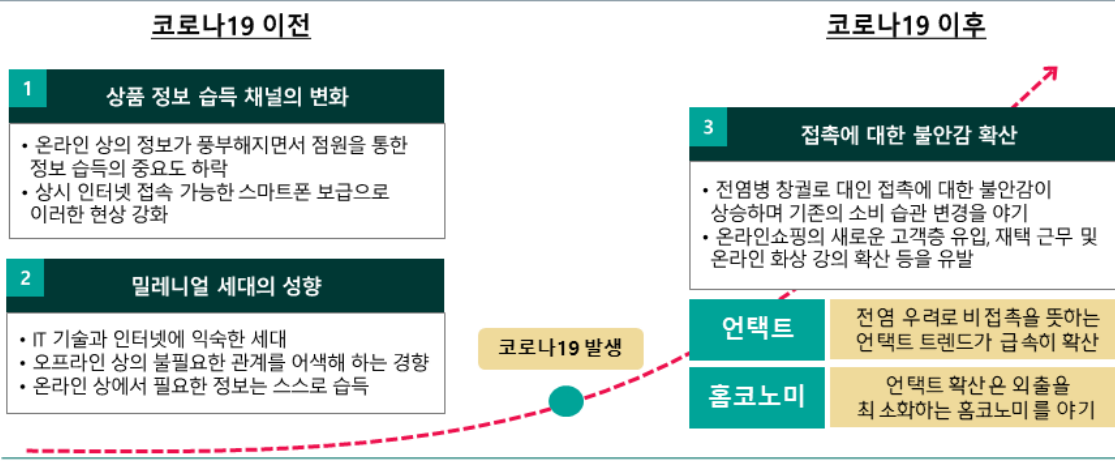 코로나19 이전
1
상품 정보 습득 채널의 변화
• 온라인 상의 정보가 풍부해지면서 점원을 통한
정보 습득의 중요도 하락
• 상시 인터넷 접속 가능한 스마트폰 보급으로
이러한 현상 강화
2
밀레니얼 세대의 성향
• IT 기술과 인터넷에 익숙한 세대
• 오프라인 상의 불필요한 관계를 어색해 하는 경향
• 온라인 상에서 필요한 정보는 스스로 습득
코로나19 발생
코로나19 이후
3
접촉에 대한 불안감 확산
• 전염병 창궐로 대인 접촉에 대한 불안감이
상승하며 기존의 소비 습관 변경을 야기
• 온라인쇼핑의 새로운 고객층 유입, 재택 근무 및
온라인 화상 강의 확산 등을 유발
언택트
전염 우려로 비접촉을 뜻하는
언택트 트렌드가 급속히 확산
홈코노미
언택트 확산은 외출을
최소화하는 홈코노미를 야기